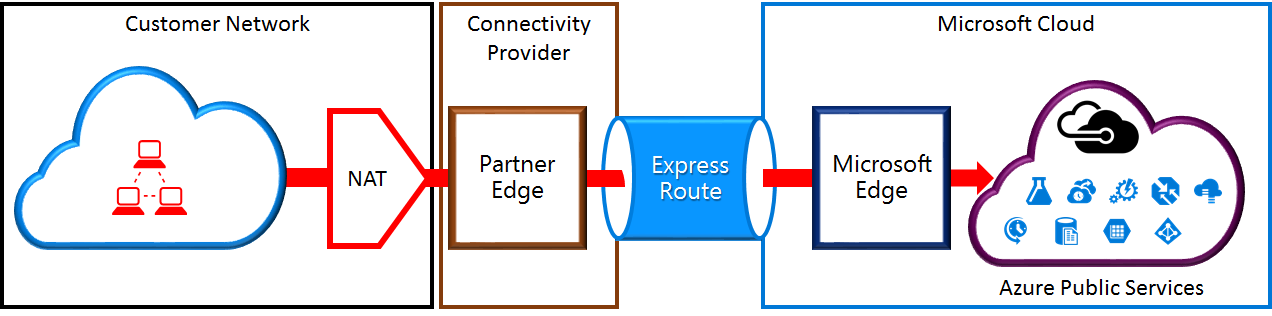 Customer Network
NAT
Connectivity
Provider
Partner
Edge
Express
Route
Microsoft Cloud
Microsoft
Edge
Azure Public Services